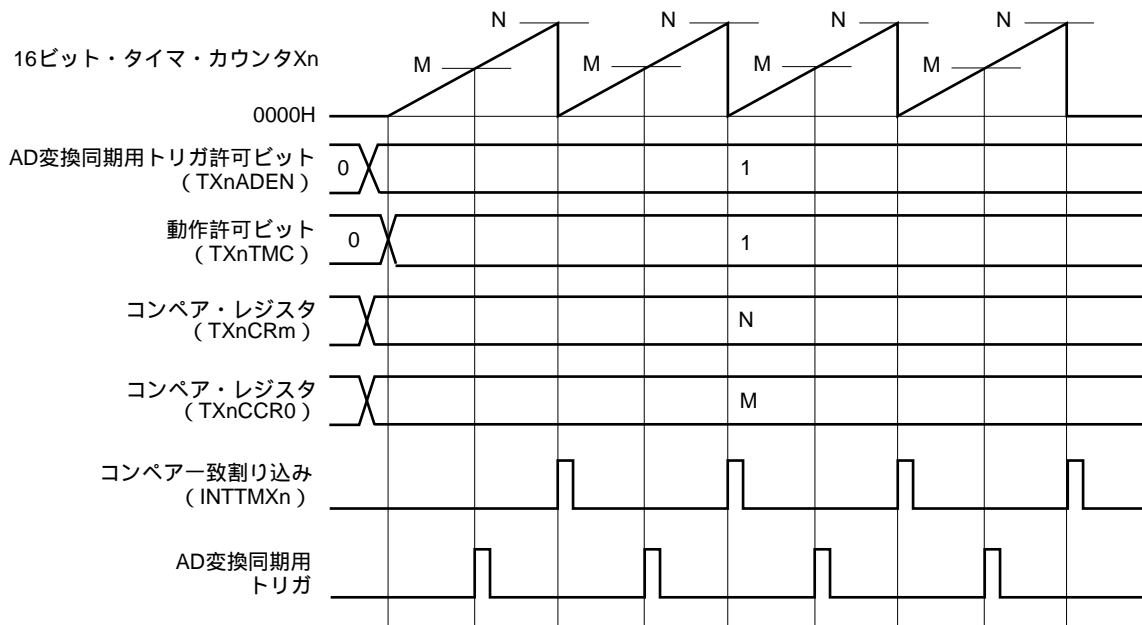 N N N N
16ビット・タイマ・カウンタXn
M M M M
0000H
AD変換同期用トリガ許可ビット
（TXnADEN）
0 1
動作許可ビット
（TXnTMC）
0 1
コンペア・レジスタ
（TXnCRm）
N
コンペア・レジスタ
（TXnCCR0）
M
コンペア一致割り込み
（INTTMXn）
AD変換同期用
トリガ